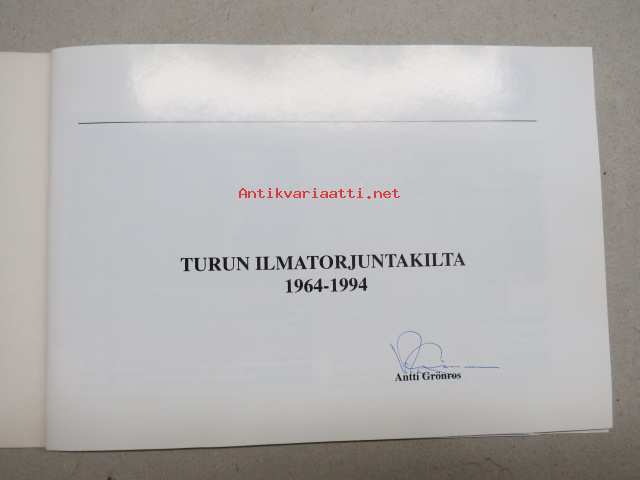 Antikvariaatti.net
TURUN ILMATORJUNTAKILTA
1964-1994
Antti Grönros